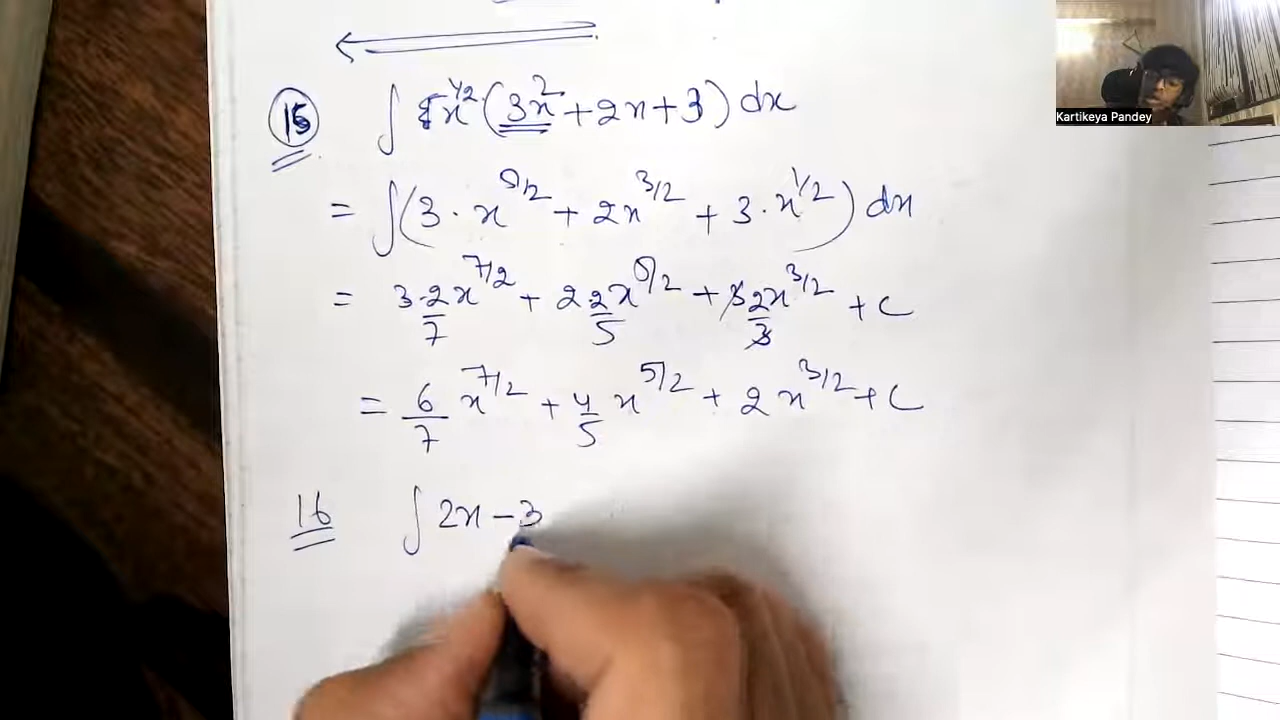 Kartikeya Pandey
15 ∫ √x^1/2 (3x^2 + 2x + 3) dx
= ∫(3 · x^5/2 + 2x^3/2 + 3 · x^1/2) dx
= 3·2/7 x^7/2 + 2 2/5 x^5/2 + 3 2/3 x^3/2 + C
= 6/7 x^7/2 + 4/5 x^5/2 + 2 x^3/2 + C
16 ∫ 2x – 3